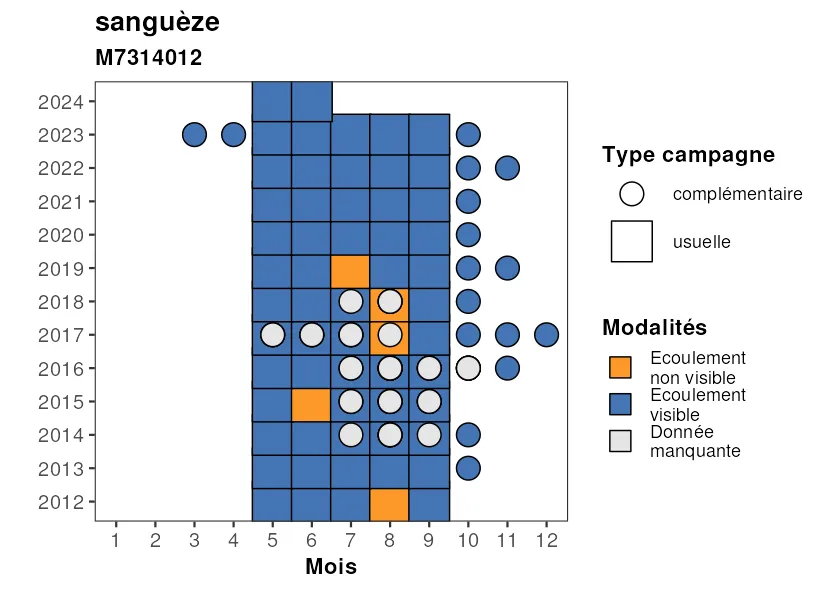 sanguèze
M7314012
2024
2023
2022
2021
2020
2019
2018
2017
2016
2015
2014
2013
2012
1 2 3 4 5 6 7 8 9 10 11 12
Mois
Type campagne
complémentaire
usuelle
Modalités
Ecoulement
non visible
Ecoulement
visible
Donnée
manquante